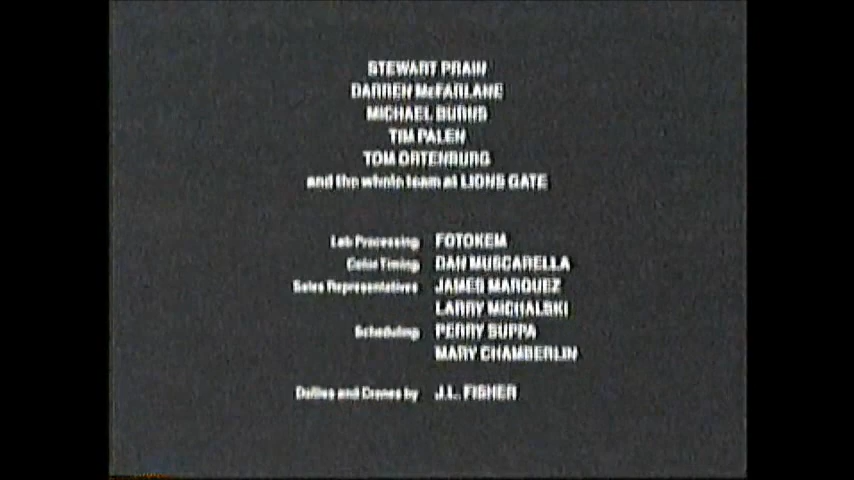 STEWART PRAIN
DARREN McFARLANE
MICHAEL BURNS
TIM PALEN
TOM ORTENBURG
and the whole team at LIONS GATE
Lab Processing FOTOKEM
Color Timing DAN MUSCARELLA
Sales Representatives JAMES MARQUEZ
LARRY MICHALSKI
Scheduling PERRY SUPPA
MARY CHAMBERLIN
Dollies and Cranes by J.L. FISHER